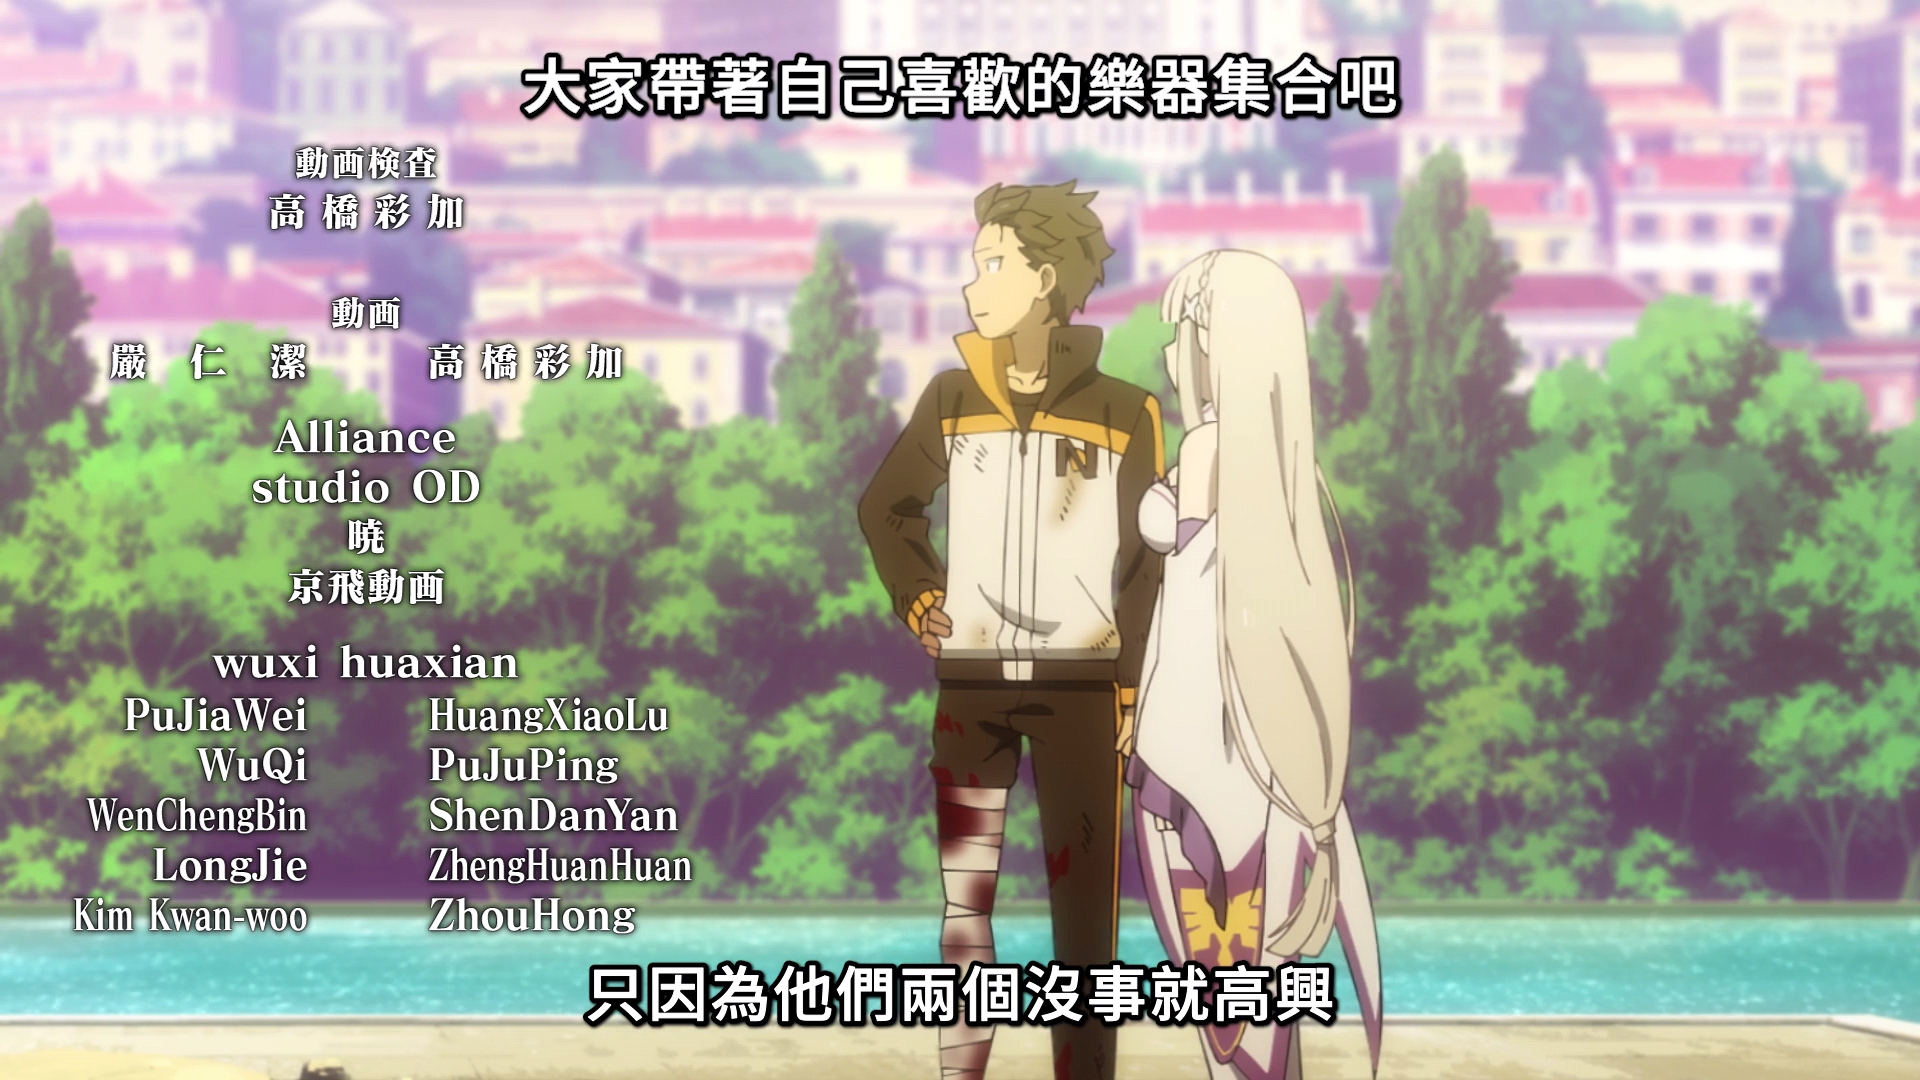 大家帶著自己喜歡的樂器集合吧
動画検査
高橋彩加
動画
嚴仁潔 高橋彩加
Alliance
studio OD
暁
京飛動画
wuxi huaxian
PuJiaWei HuangXiaoLu
WuQi PuJuPing
WenChengBin ShenDanYan
LongJie ZhengHuanHuan
Kim Kwan-woo ZhouHong
N
只因為他們兩個沒事就高興